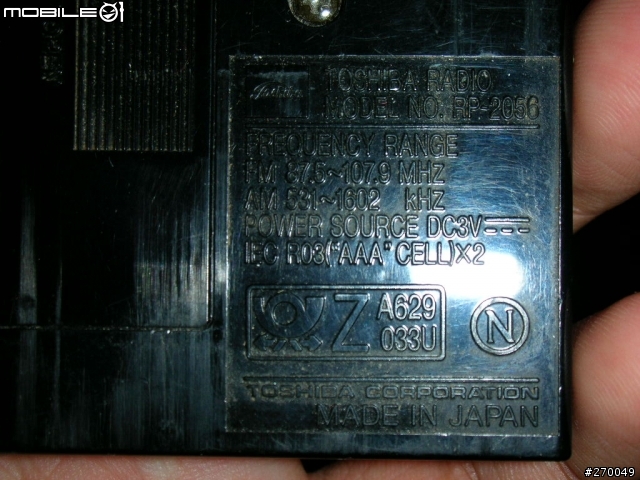 MOBILE01
Toshiba
TOSHIBA RADIO
MODEL NO. RP-2056
FREQUENCY RANGE
FM 87.5~107.9 MHz
AM 531~1602 kHz
POWER SOURCE DC3V
IEC R03("AAA" CELL)×2
Z A629
033U
N
TOSHIBA CORPORATION
MADE IN JAPAN
#270049